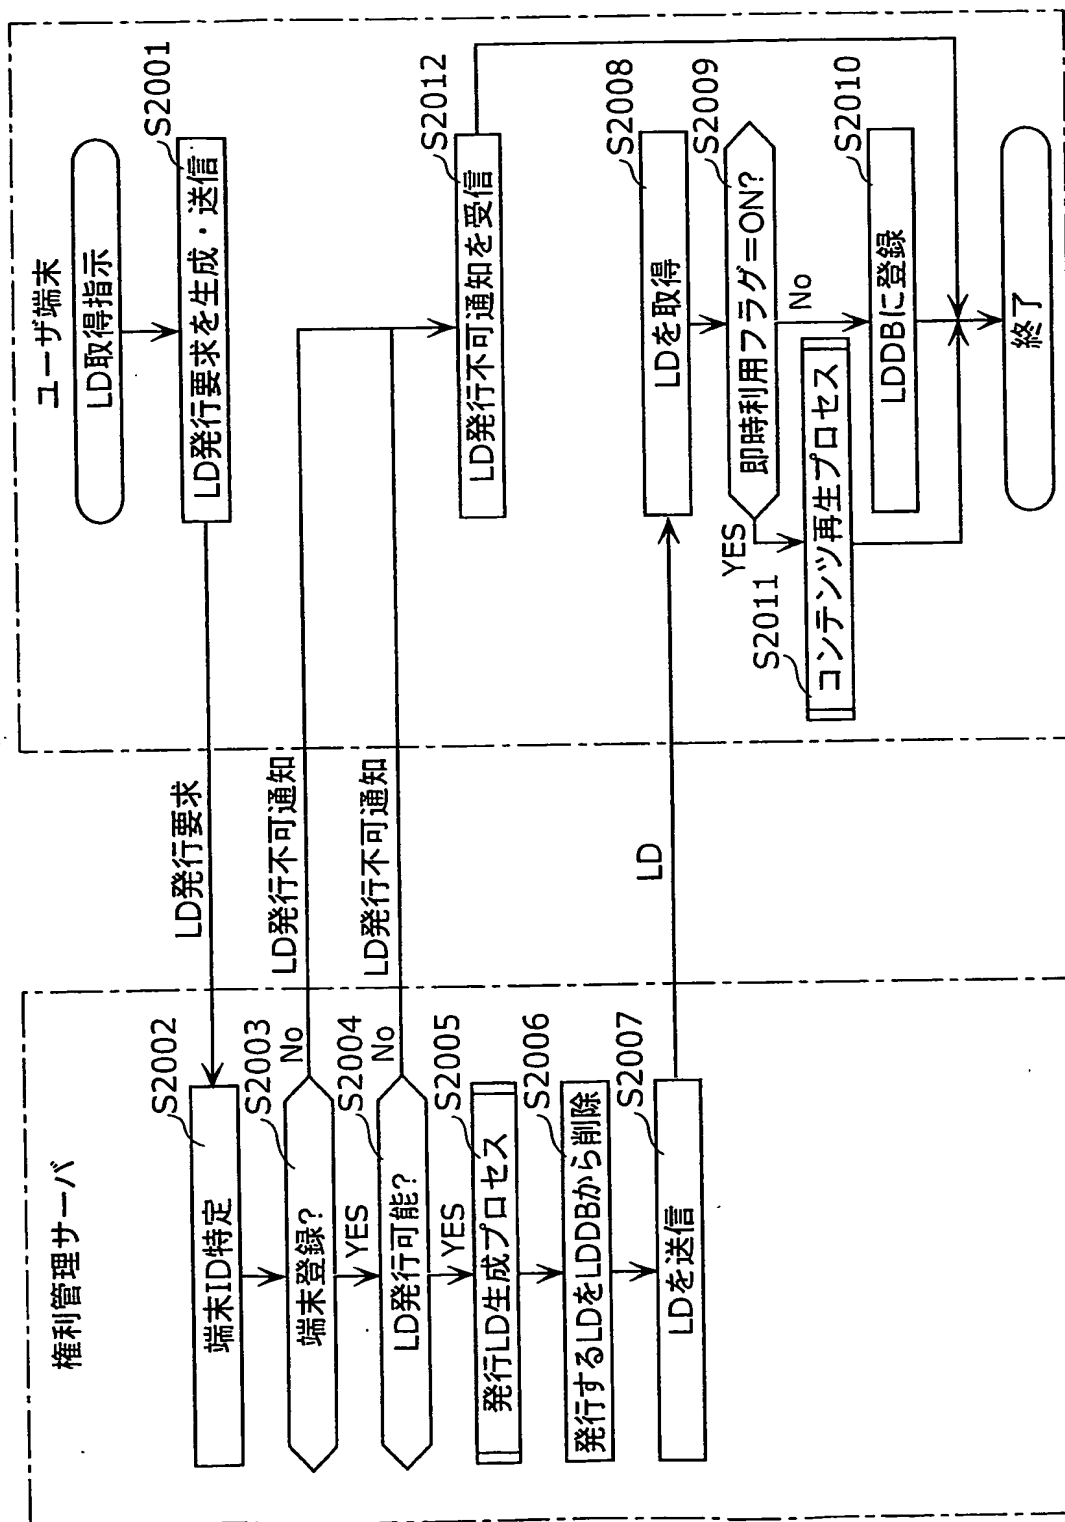 権利管理サーバ
端末ID特定
S2002
端末登録?
S2003
No
YES
LD発行可能?
S2004
No
YES
発行LD生成プロセス
S2005
発行するLDをLDDBから削除
S2006
LDを送信
S2007
LD発行要求
LD発行不可通知
LD発行不可通知
LD
ユーザ端末
LD取得指示
LD発行要求を生成・送信
S2001
LD発行不可通知を受信
S2012
LDを取得
S2008
即時利用フラグ=ON?
S2009
YES
No
コンテンツ再生プロセス
S2011
LDDBに登録
S2010
終了